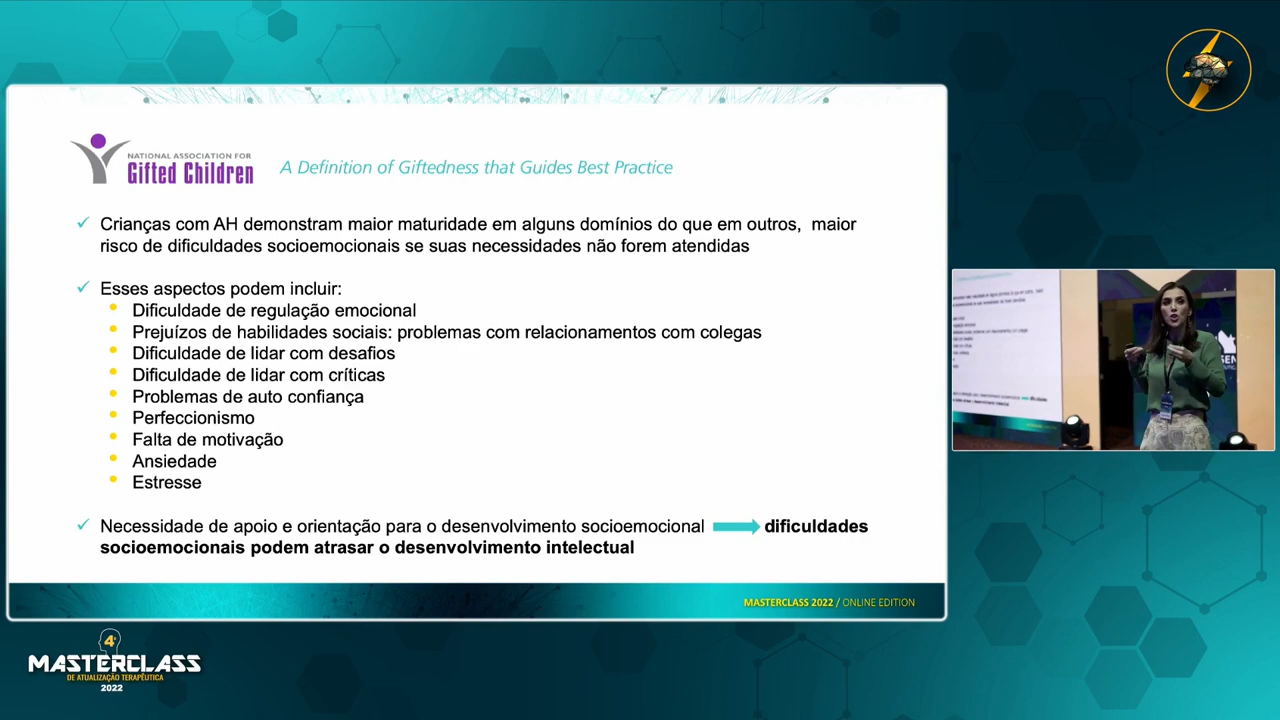 NATIONAL ASSOCIATION FOR
Gifted Children
A Definition of Giftedness that Guides Best Practice
Crianças com AH demonstram maior maturidade em alguns domínios do que em outros, maior
risco de dificuldades socioemocionais se suas necessidades não forem atendidas
Esses aspectos podem incluir:
Dificuldade de regulação emocional
Prejuízos de habilidades sociais: problemas com relacionamentos com colegas
Dificuldade de lidar com desafios
Dificuldade de lidar com críticas
Problemas de auto confiança
Perfeccionismo
Falta de motivação
Ansiedade
Estresse
Necessidade de apoio e orientação para o desenvolvimento socioemocional dificuldades
socioemocionais podem atrasar o desenvolvimento intelectual
MASTERCLASS 2022 / ONLINE EDITION
4ª
MASTERCLASS
DE ATUALIZAÇÃO TERAPÊUTICA
2022